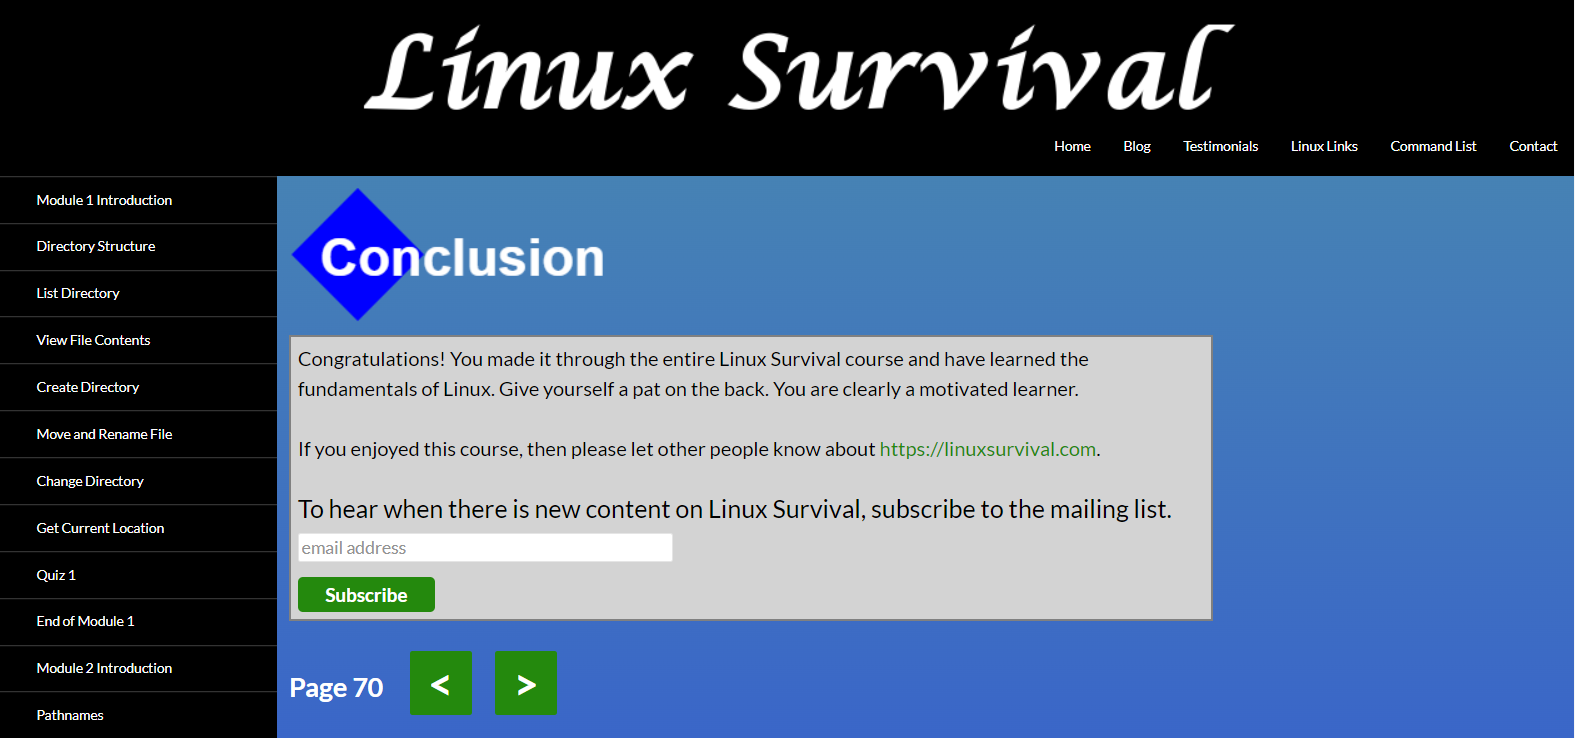 Linux Survival
Home Blog Testimonials Linux Links Command List Contact
Module 1 Introduction
Directory Structure
List Directory
View File Contents
Create Directory
Move and Rename File
Change Directory
Get Current Location
Quiz 1
End of Module 1
Module 2 Introduction
Pathnames
Conclusion
Congratulations! You made it through the entire Linux Survival course and have learned the
fundamentals of Linux. Give yourself a pat on the back. You are clearly a motivated learner.
If you enjoyed this course, then please let other people know about https://linuxsurvival.com.
To hear when there is new content on Linux Survival, subscribe to the mailing list.
email address
Subscribe
Page 70 < >